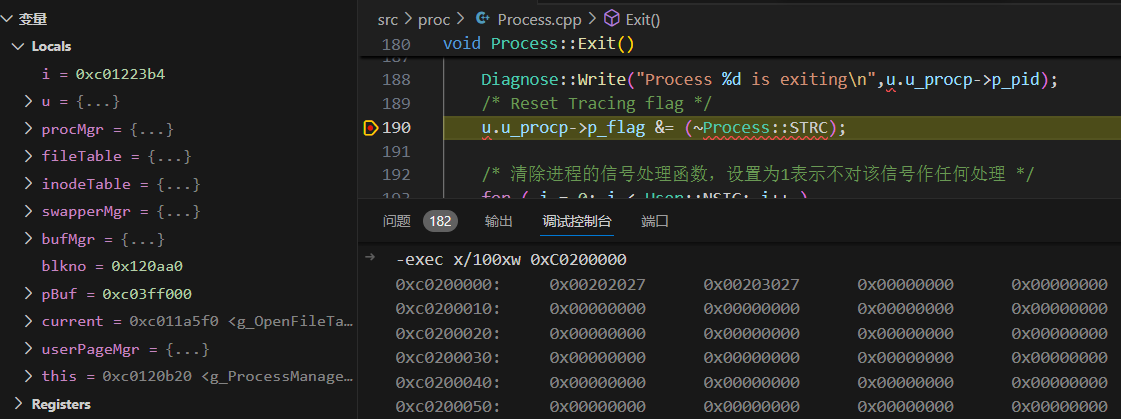 变量
Locals
i = 0xc01223b4
u = {...}
procMgr = {...}
fileTable = {...}
inodeTable = {...}
swapperMgr = {...}
bufMgr = {...}
blkno = 0x120aa0
pBuf = 0xc03ff000
current = 0xc011a5f0 <g_OpenFileTa...
userPageMgr = {...}
this = 0xc0120b20 <g_ProcessManage...
Registers
src > proc > Process.cpp > Exit()
180 void Process::Exit()
188 Diagnose::Write("Process %d is exiting\n",u.u_procp->p_pid);
189 /* Reset Tracing flag */
190 u.u_procp->p_flag &= (~Process::STRC);
191
192 /* 清除进程的信号处理函数，设置为1表示不对该信号作任何处理 */
for ( i = 0; i < User::NSIG; i++ )
问题 182 输出 调试控制台 端口
-exec x/100xw 0xC0200000
0xc0200000: 0x00202027 0x00203027 0x00000000 0x00000000
0xc0200010: 0x00000000 0x00000000 0x00000000 0x00000000
0xc0200020: 0x00000000 0x00000000 0x00000000 0x00000000
0xc0200030: 0x00000000 0x00000000 0x00000000 0x00000000
0xc0200040: 0x00000000 0x00000000 0x00000000 0x00000000
0xc0200050: 0x00000000 0x00000000 0x00000000 0x00000000